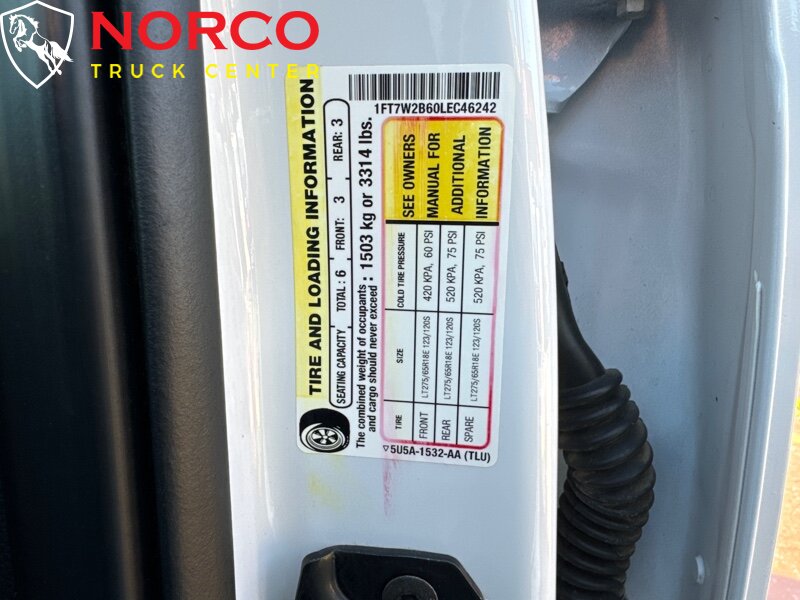 NORCO
TRUCK CENTER
TIRE AND LOADING INFORMATION
1FT7W2B60LEC46242
SEATING CAPACITY TOTAL: 6 FRONT: 3 REAR: 3
The combined weight of occupants
and cargo should never exceed : 1503 kg or 3314 lbs.
TIRE SIZE COLD TIRE PRESSURE
FRONT LT275/65R18E 123/120S 420 KPA, 60 PSI
REAR LT275/65R18E 123/120S 520 KPA, 75 PSI
SPARE LT275/65R18E 123/120S 520 KPA, 75 PSI
SEE OWNERS
MANUAL FOR
ADDITIONAL
INFORMATION
5U5A-1532-AA (TLU)